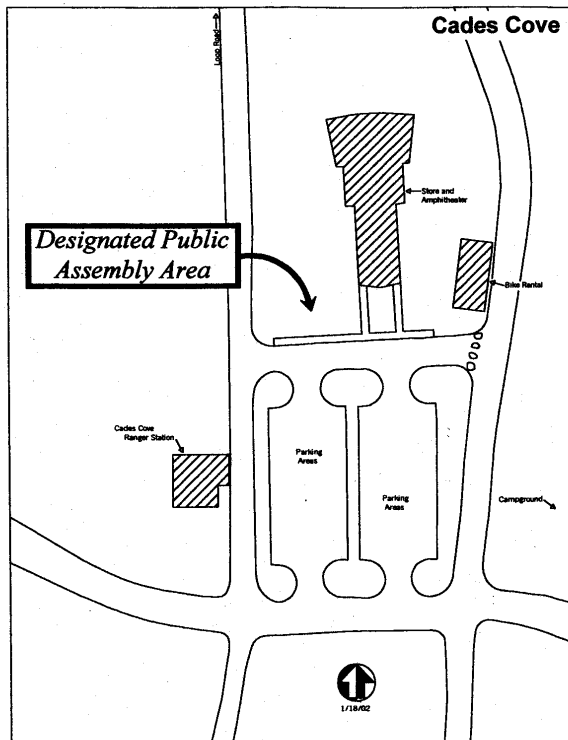 Cades Cove
Loop Road
Store and
Amphitheater
Designated Public
Assembly Area
Bike Rental
Cades Cove
Ranger Station
Parking
Areas
Parking
Areas
Campground
1/18/02